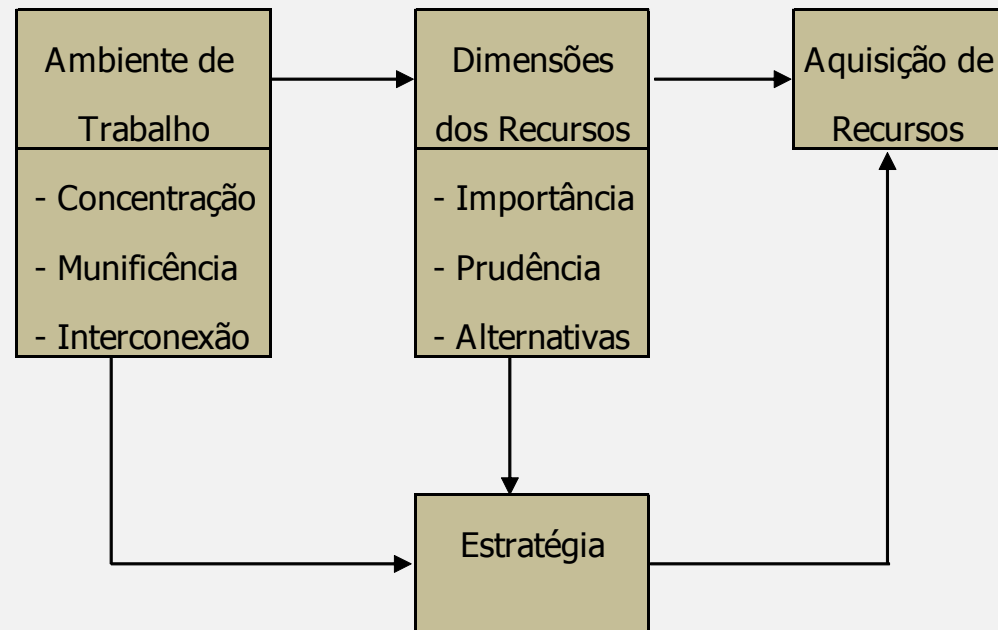 Ambiente de
Trabalho
- Concentração
- Munificência
- Interconexão
Dimensões
dos Recursos
- Importância
- Prudência
- Alternativas
Aquisição de
Recursos
Estratégia